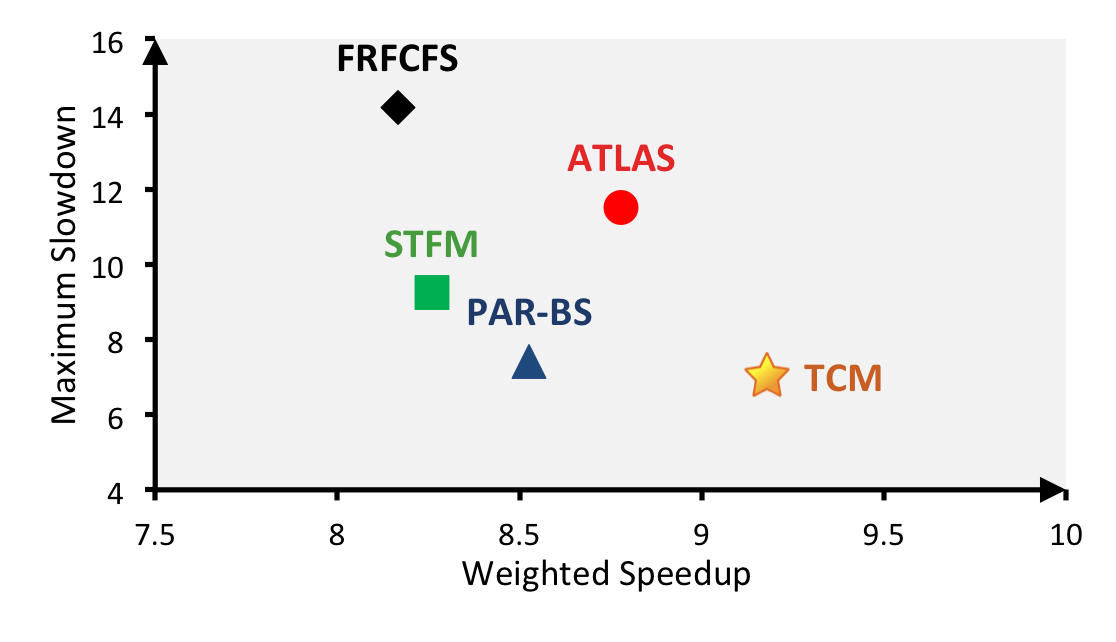 16
FRFCFS
14
ATLAS
12
STFM
10
PAR-BS
8
TCM
6
4
Maximum Slowdown
7.5 8 8.5 9 9.5 10
Weighted Speedup